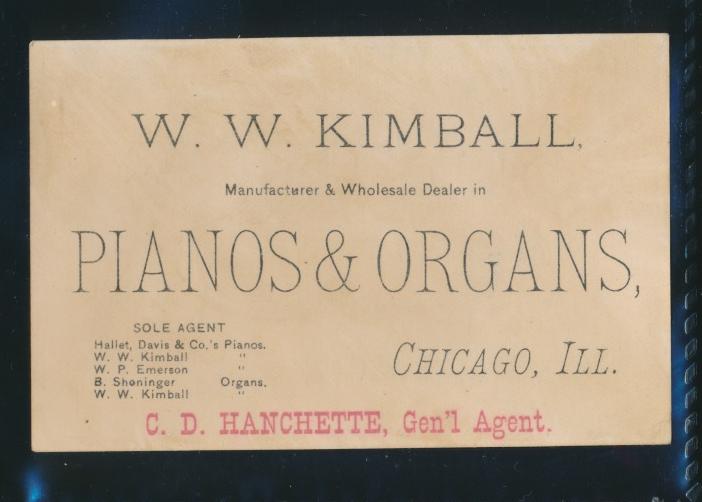 W. W. KIMBALL,
Manufacturer & Wholesale Dealer in
PIANOS & ORGANS,
SOLE AGENT
Hallet, Davis & Co.'s Pianos.
W. W. Kimball "
W. P. Emerson "
B. Shoninger Organs.
W. W. Kimball "
CHICAGO, ILL.
C. D. HANCHETTE, Gen'l Agent.